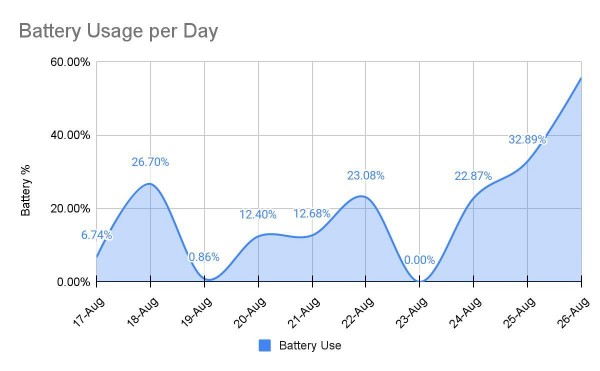 Battery Usage per Day
60.00%
40.00%
20.00%
0.00%
Battery %
6.74%
26.70%
0.86%
12.40%
12.68%
23.08%
0.00%
22.87%
32.89%
17-Aug
18-Aug
19-Aug
20-Aug
21-Aug
22-Aug
23-Aug
24-Aug
25-Aug
26-Aug
Battery Use